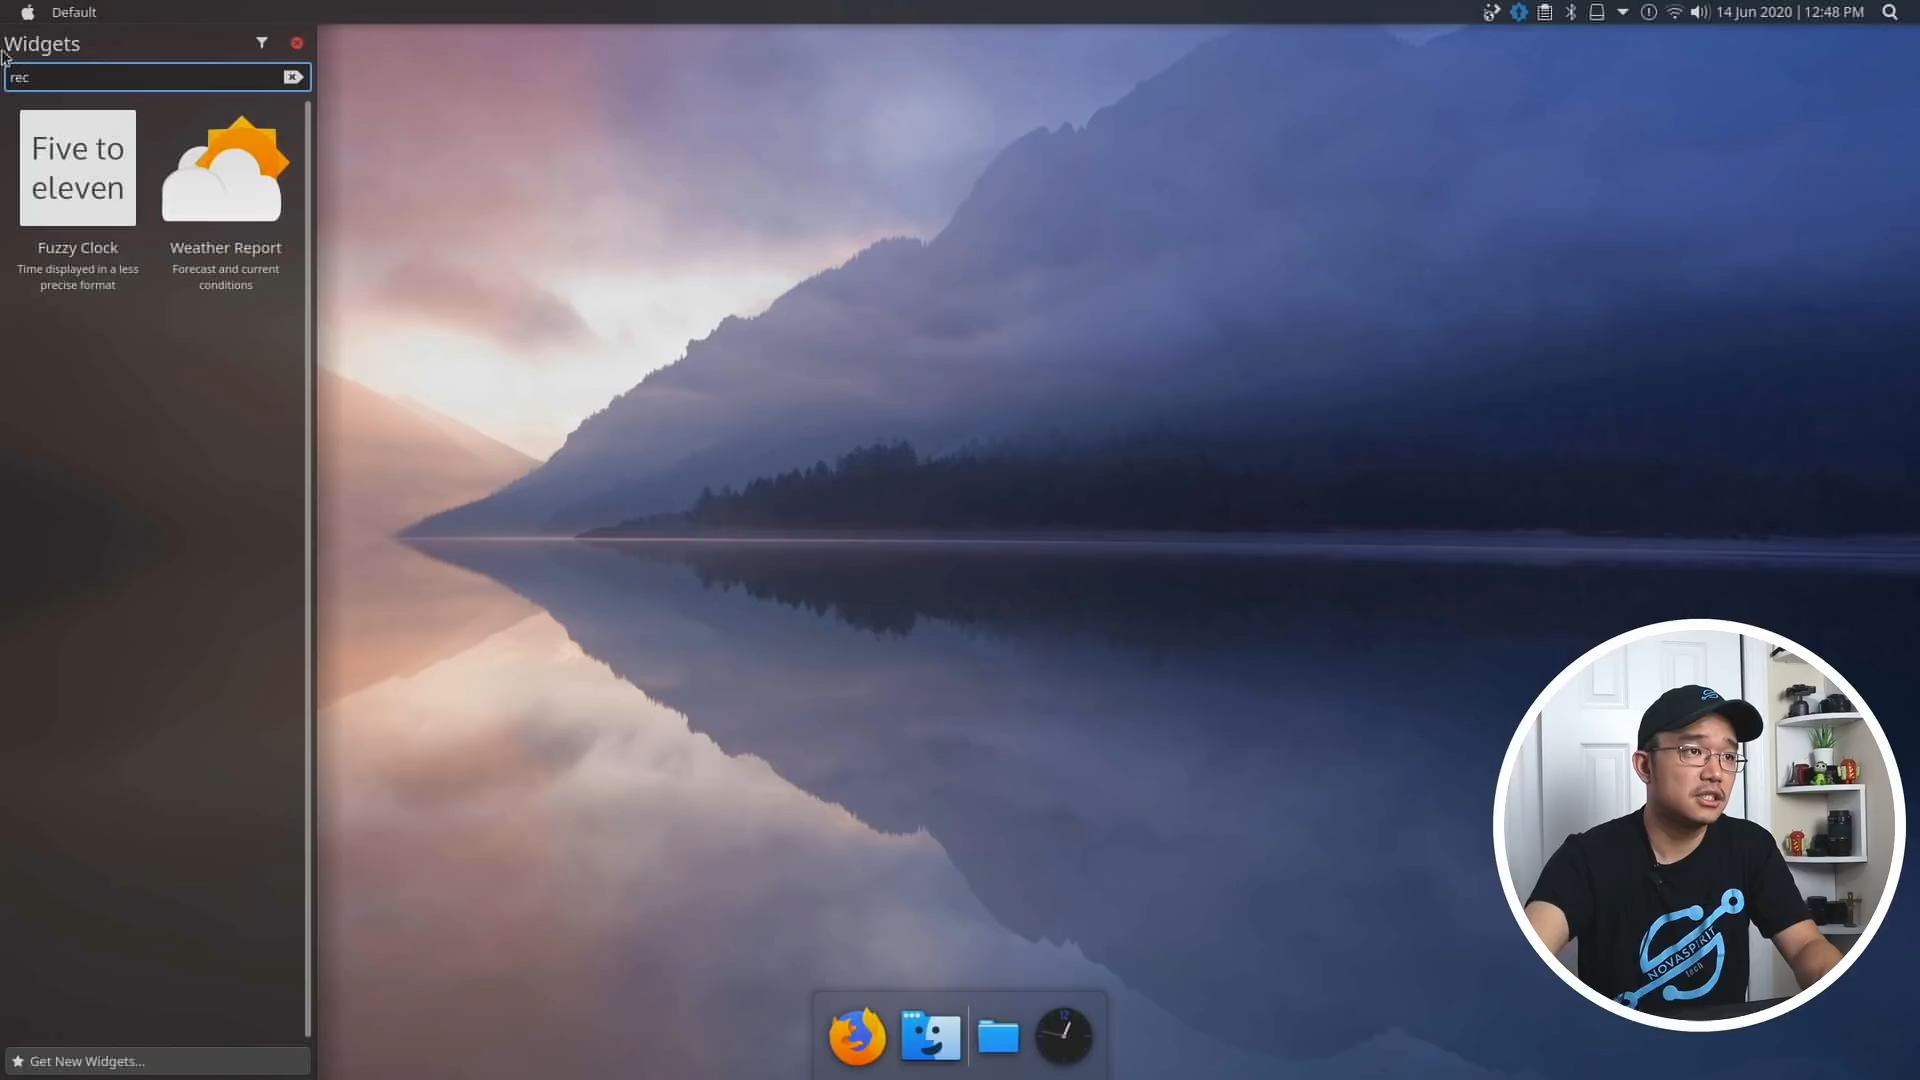 Default
14 Jun 2020 | 12:48 PM
Widgets
rec
Five to
eleven
Fuzzy Clock
Time displayed in a less
precise format
Weather Report
Forecast and current
conditions
Get New Widgets...
12
NOVASPIRIT
tech